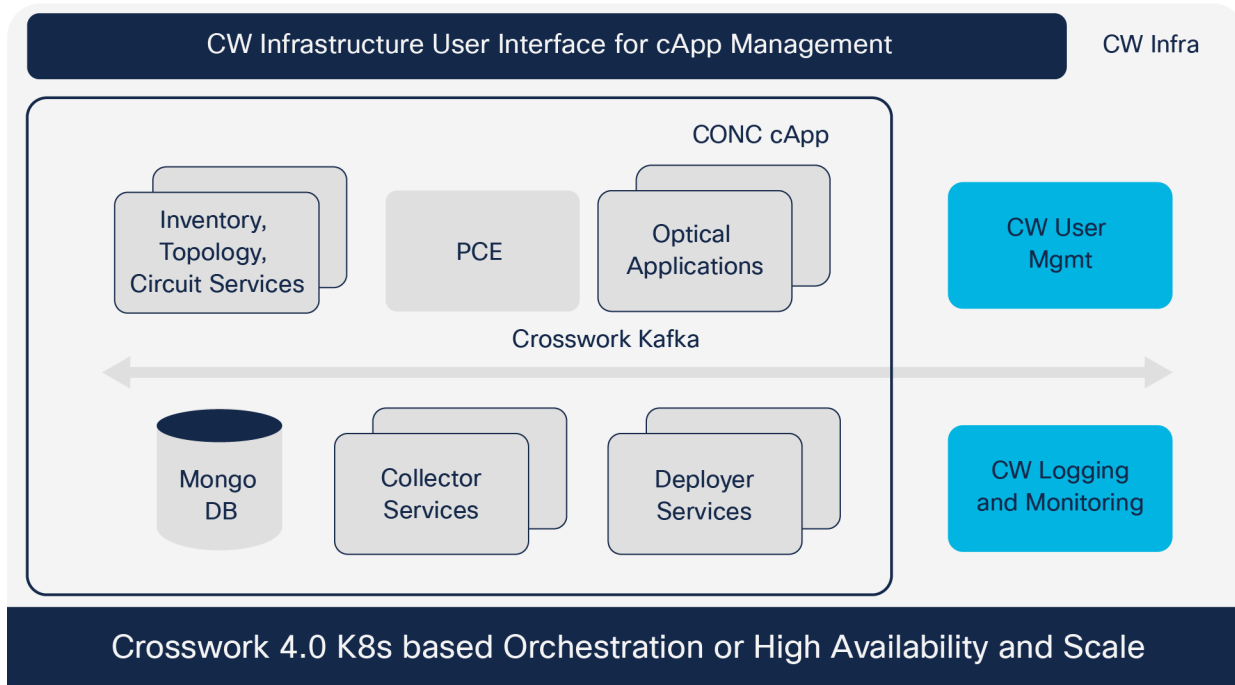 CW Infrastructure User Interface for cApp Management
CW Infra
CONC cApp
Inventory,
Topology,
Circuit Services
PCE
Optical
Applications
CW User
Mgmt
Crosswork Kafka
Mongo
DB
Collector
Services
Deployer
Services
CW Logging
and Monitoring
Crosswork 4.0 K8s based Orchestration or High Availability and Scale